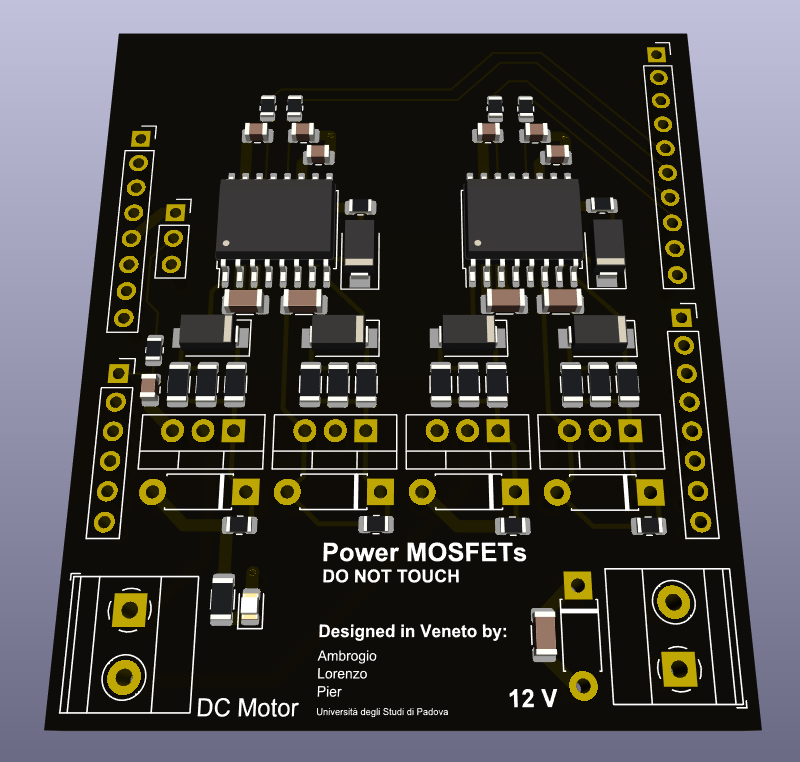 Power MOSFETs
DO NOT TOUCH
Designed in Veneto by:
Ambrogio
Lorenzo
Pier
Università degli Studi di Padova
DC Motor
12 V